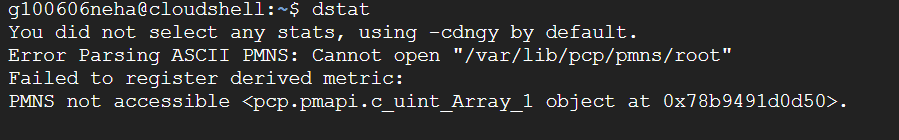 g100606neha@cloudshell:~$ dstat
You did not select any stats, using -cdngy by default.
Error Parsing ASCII PMNS: Cannot open "/var/lib/pcp/pmns/root"
Failed to register derived metric:
PMNS not accessible <pcp.pmapi.c_uint_Array_1 object at 0x78b9491d0d50>.